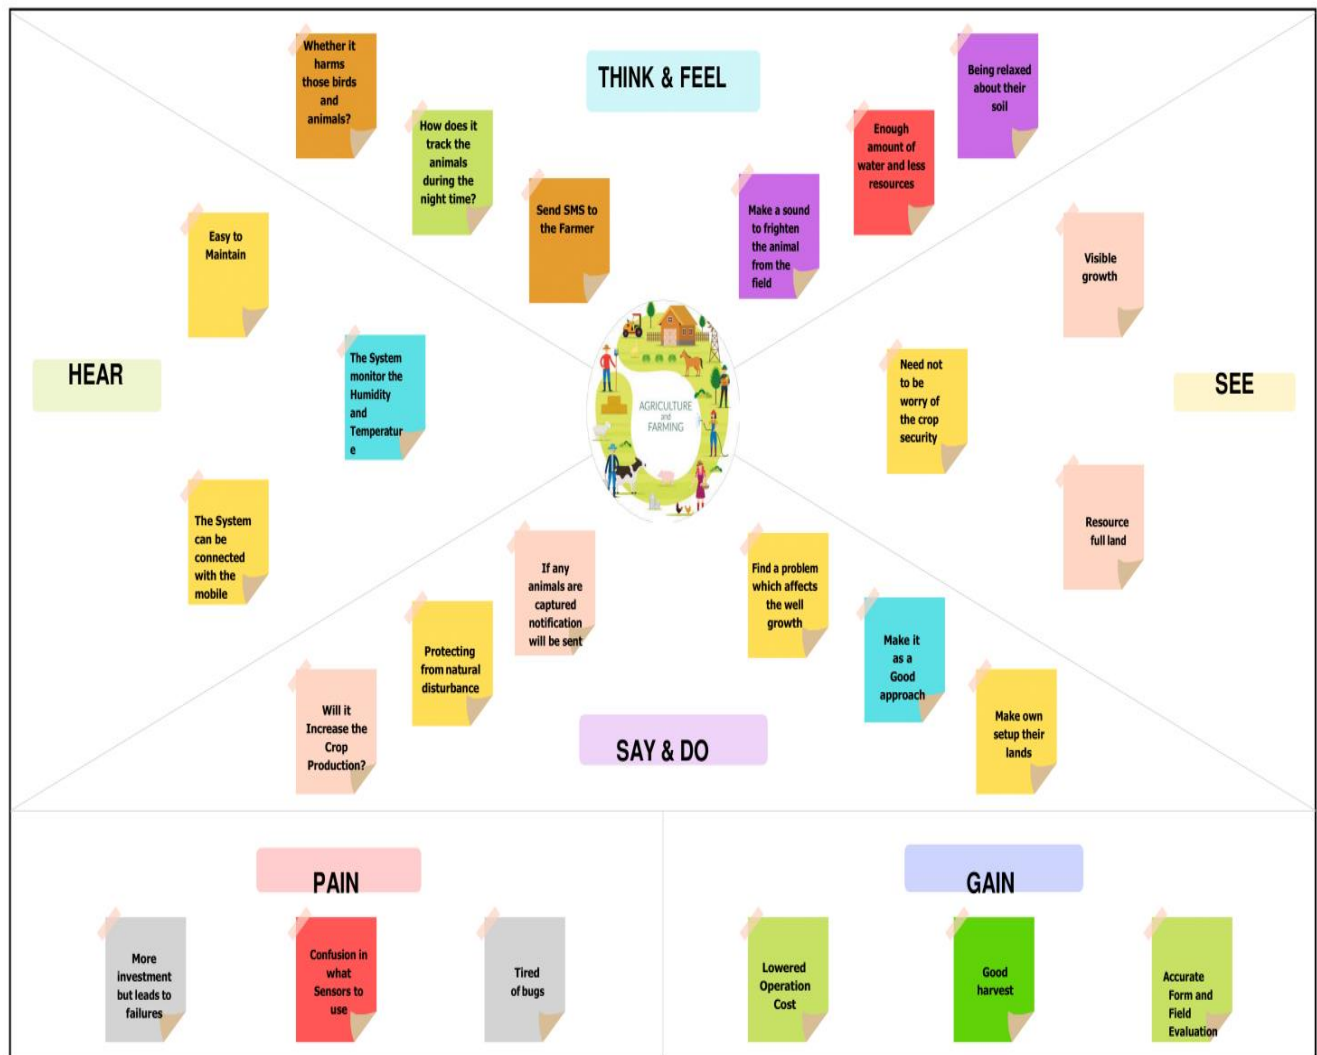 THINK & FEEL
Whether it
harms
those birds
and
animals?
How does it
track the
animals
during the
night time?
Send SMS to
the Farmer
Make a sound
to frighten
the animal
from the
field
Enough
amount of
water and less
resources
Being relaxed
about their
soil
HEAR
Easy to
Maintain
The System
monitor the
Humidity
and
Temperatur
e
The System
can be
connected
with the
mobile
AGRICULTURE
and
FARMING
SEE
Visible
growth
Need not
to be
worry of
the crop
security
Resource
full land
SAY & DO
Will it
Increase the
Crop
Production?
Protecting
from natural
disturbance
If any
animals are
captured
notification
will be sent
Find a problem
which affects
the well
growth
Make it
as a
Good
approach
Make own
setup their
lands
PAIN
More
investment
but leads to
failures
Confusion in
what
Sensors to
use
Tired
of bugs
GAIN
Lowered
Operation
Cost
Good
harvest
Accurate
Form and
Field
Evaluation